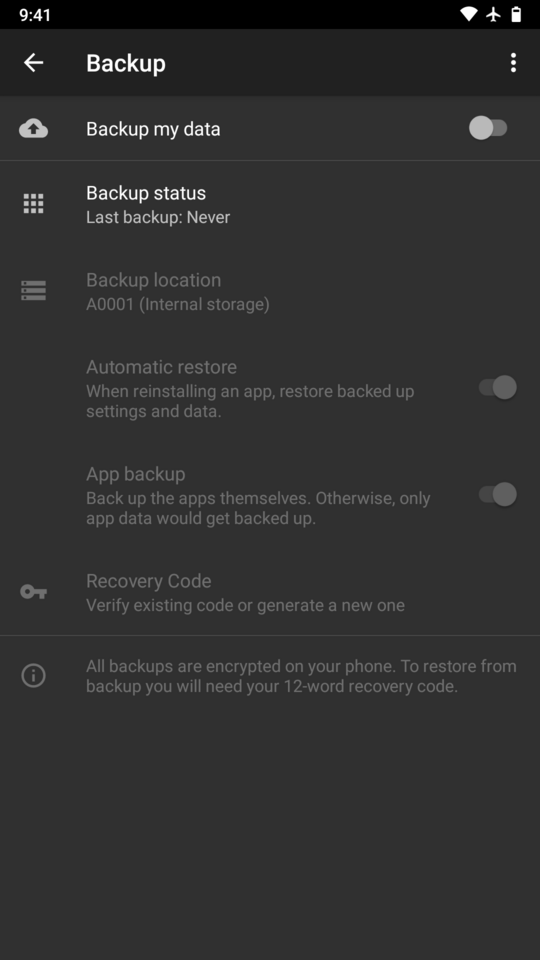 9:41
Backup
Backup my data
Backup status
Last backup: Never
Backup location
A0001 (Internal storage)
Automatic restore
When reinstalling an app, restore backed up
settings and data.
App backup
Back up the apps themselves. Otherwise, only
app data would get backed up.
Recovery Code
Verify existing code or generate a new one
All backups are encrypted on your phone. To restore from
backup you will need your 12-word recovery code.